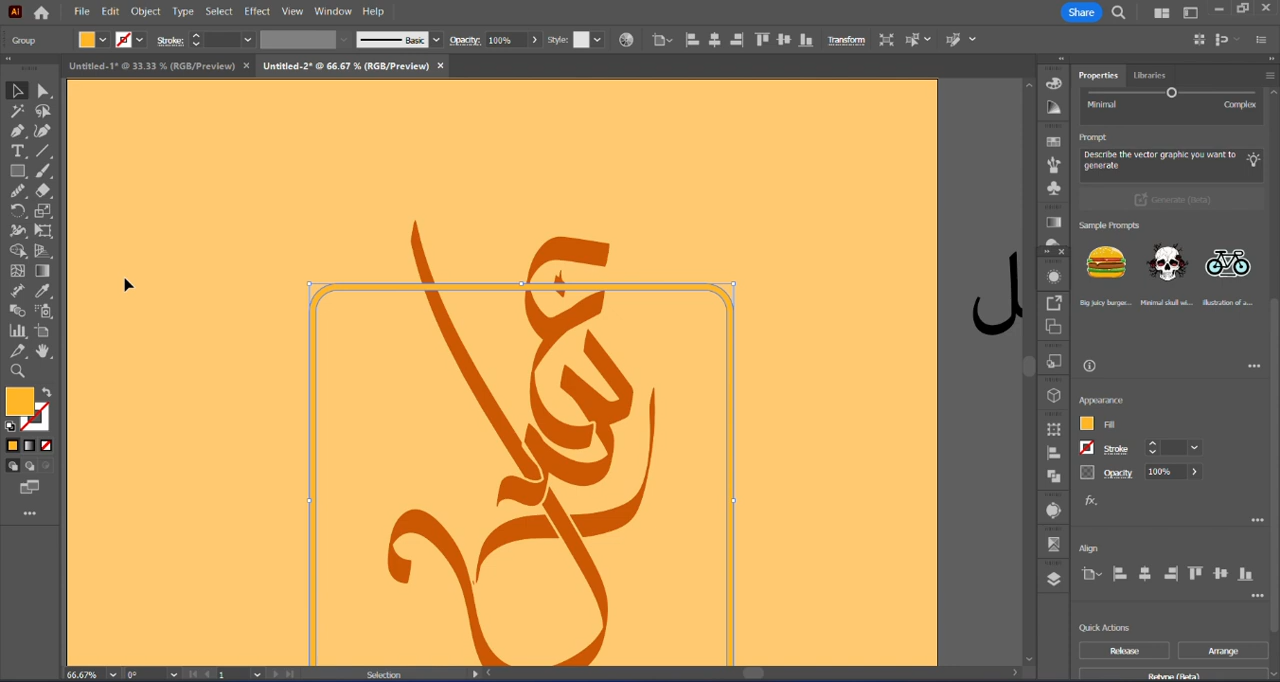 Ai File Edit Object Type Select Effect View Window Help Share
Group Stroke: Basic Opacity: 100% Style: Transform
Untitled-1* @ 33.33 % (RGB/Preview) × Untitled-2* @ 66.67 % (RGB/Preview) ×
Properties Libraries
Minimal Complex
Prompt
Describe the vector graphic you want to
generate
Generate (Beta)
Sample Prompts
Big juicy burger... Minimal skull wi... Illustration of a...
Appearance
Fill
Stroke
Opacity 100%
fx.
Align
Quick Actions
Release Arrange
Retype (Beta)
66.67% 0° 1 Selection